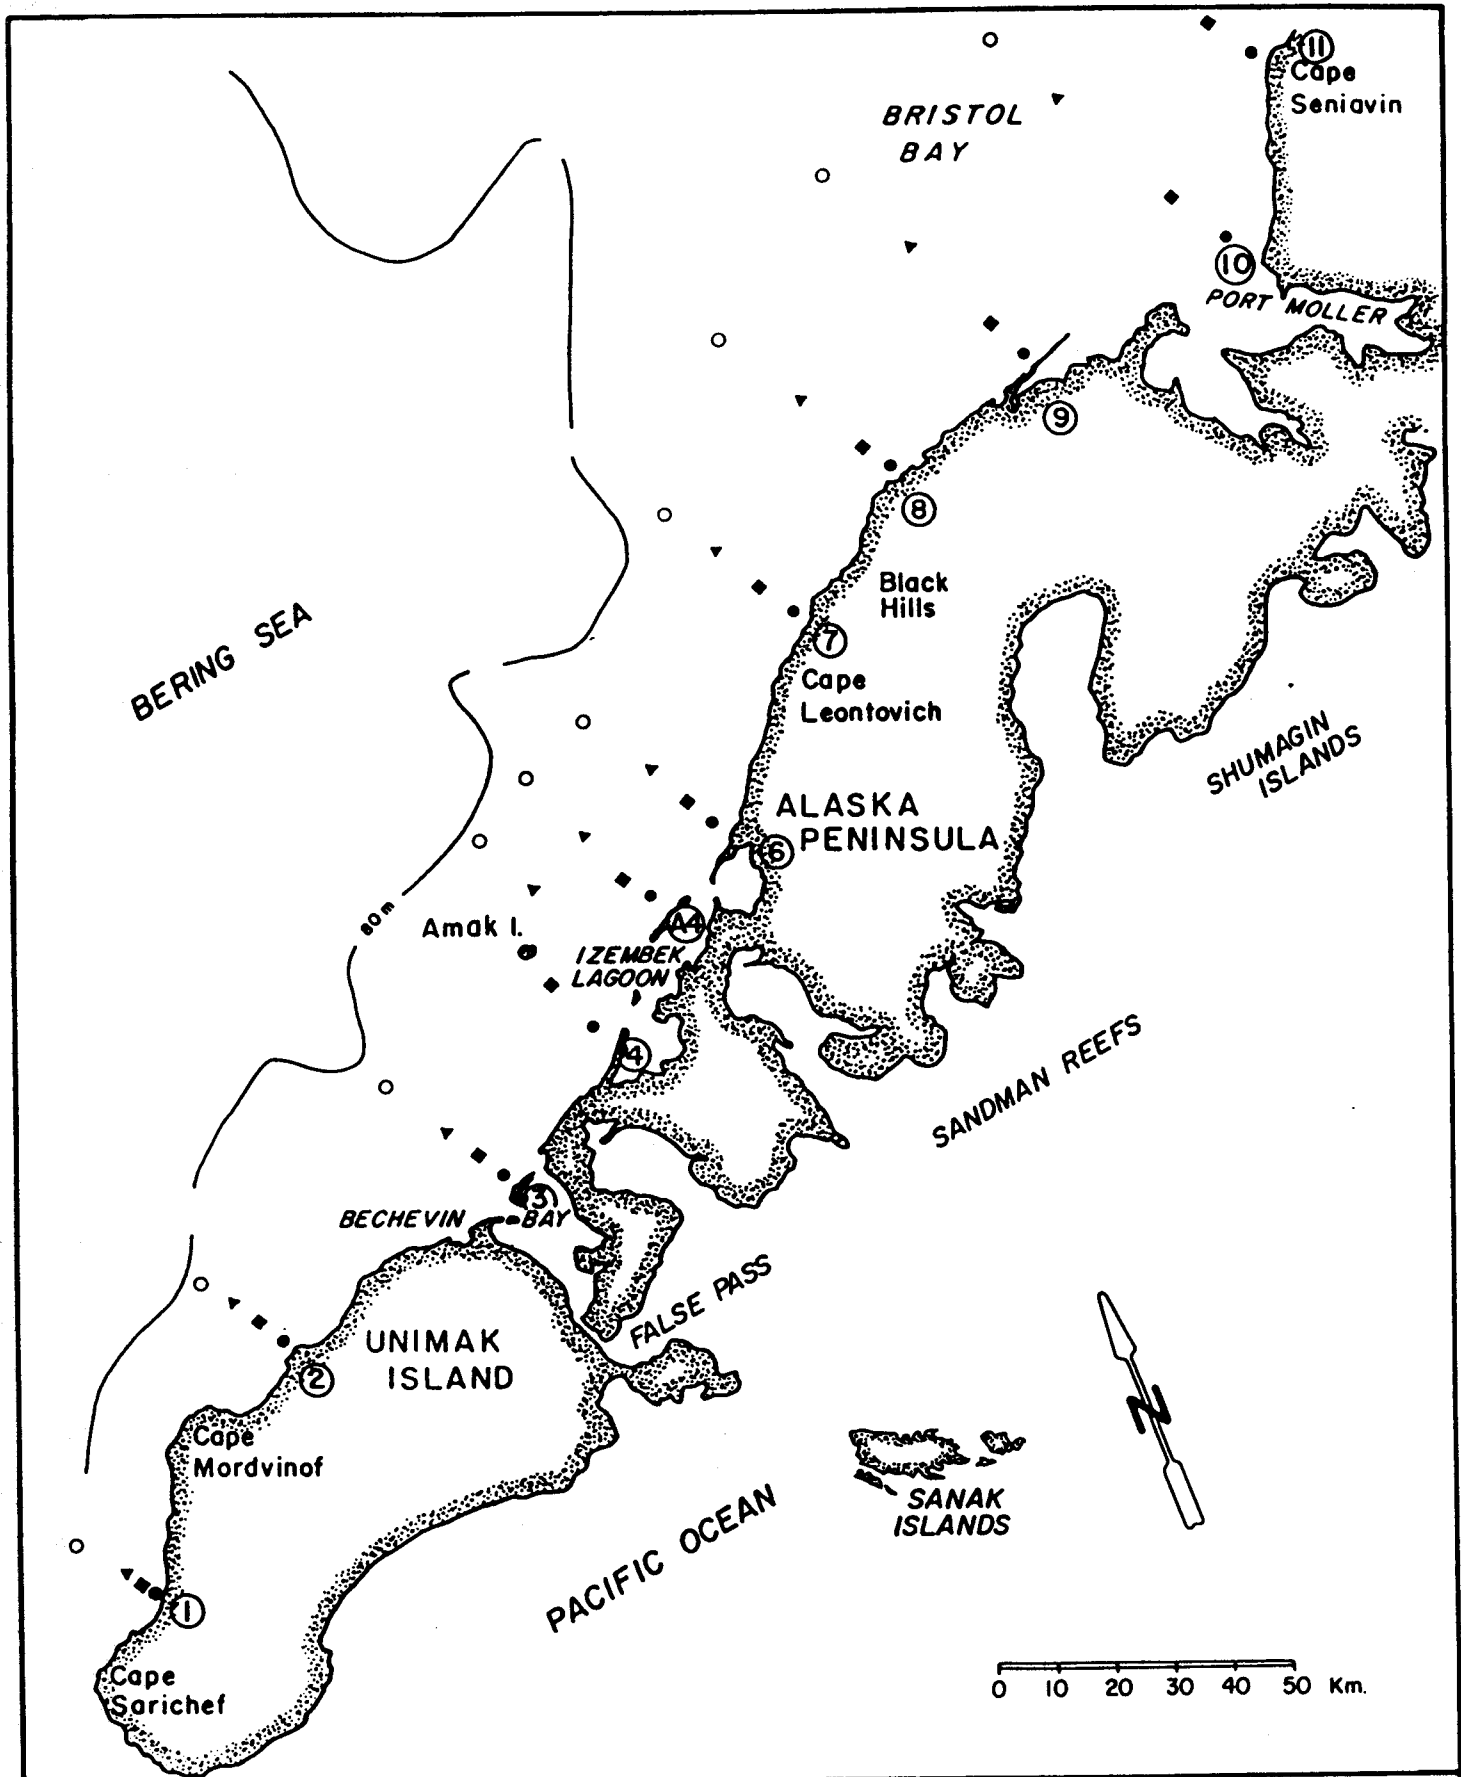 11
Cape
Seniavin
BRISTOL
BAY
10
PORT MOLLER
9
8
Black
Hills
7
Cape
Leontovich
BERING SEA
SHUMAGIN
ISLANDS
ALASKA
PENINSULA
6
80 m
Amak I.
A4
IZEMBEK
LAGOON
4
SANDMAN REEFS
3
BECHEVIN BAY
FALSE PASS
UNIMAK
ISLAND
2
N
Cape
Mordvinof
SANAK
ISLANDS
PACIFIC OCEAN
1
Cape
Sarichef
0 10 20 30 40 50 Km.